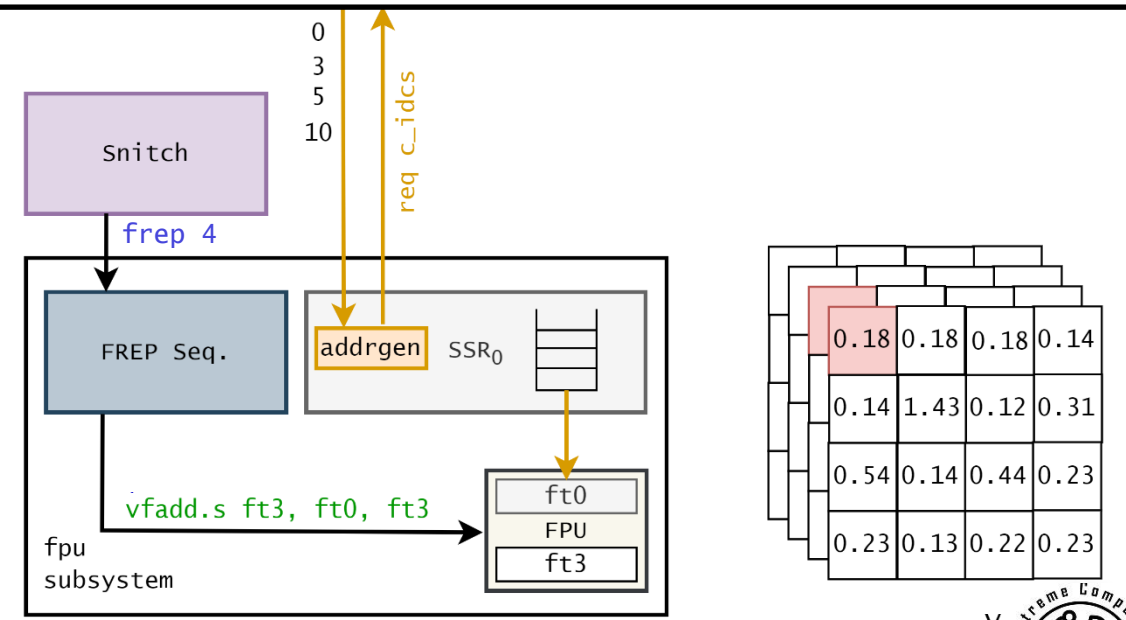 0
3
5
10
req c_idcs
Snitch
frep 4
FREP Seq.
addrgen
SSR0
vfadd.s ft3, ft0, ft3
ft0
FPU
ft3
fpu
subsystem
0.18 0.18 0.18 0.14
0.14 1.43 0.12 0.31
0.54 0.14 0.44 0.23
0.23 0.13 0.22 0.23